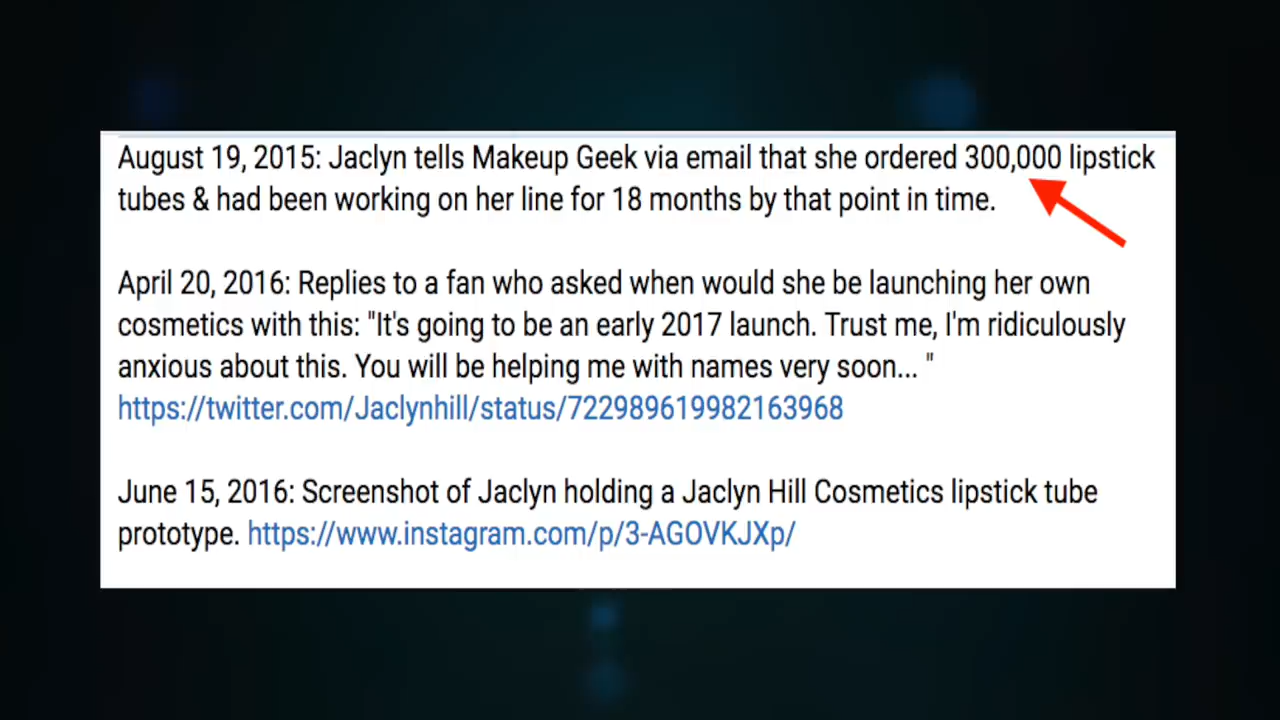 August 19, 2015: Jaclyn tells Makeup Geek via email that she ordered 300,000 lipstick
tubes & had been working on her line for 18 months by that point in time.
April 20, 2016: Replies to a fan who asked when would she be launching her own
cosmetics with this: "It's going to be an early 2017 launch. Trust me, I'm ridiculously
anxious about this. You will be helping me with names very soon... "
https://twitter.com/Jaclynhill/status/722989619982163968
June 15, 2016: Screenshot of Jaclyn holding a Jaclyn Hill Cosmetics lipstick tube
prototype. https://www.instagram.com/p/3-AGOVKJXp/